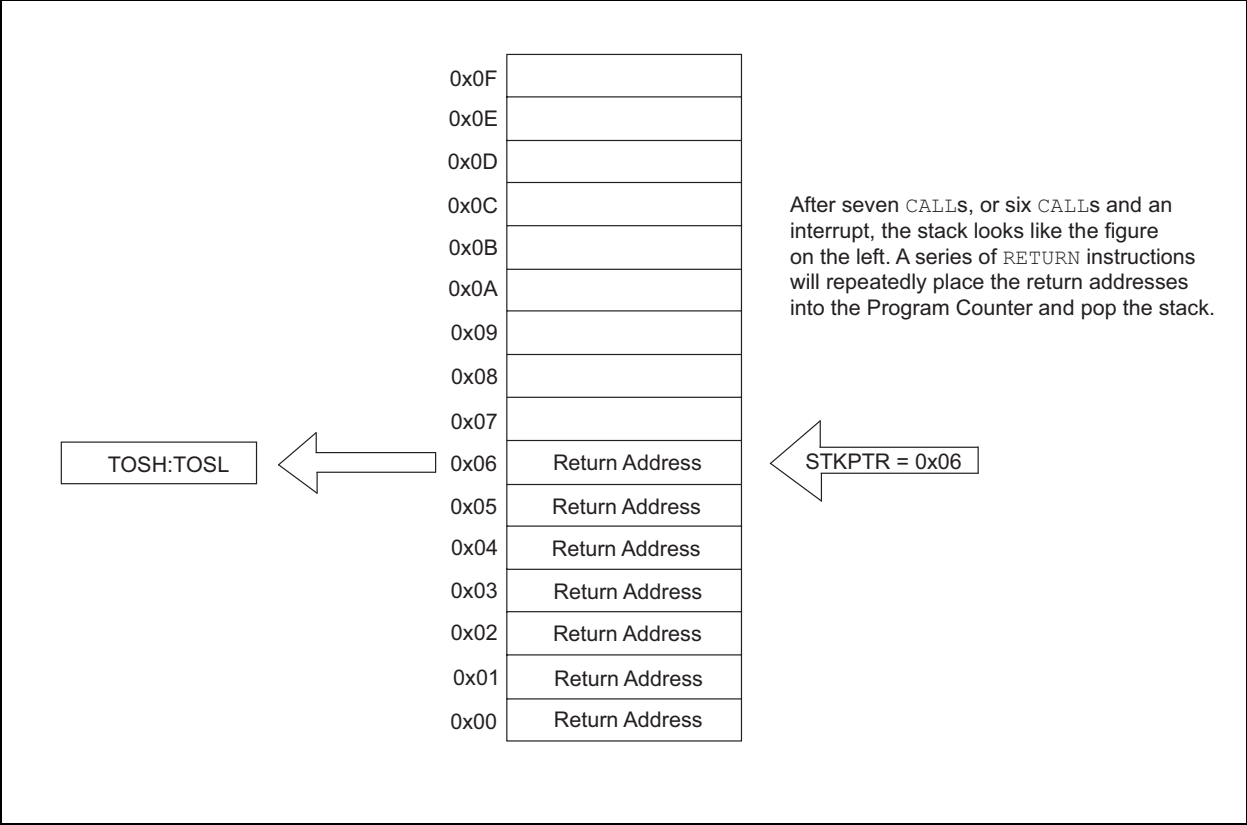 0x0F
0x0E
0x0D
0x0C
0x0B
0x0A
0x09
0x08
0x07
After seven CALLs, or six CALLs and an
interrupt, the stack looks like the figure
on the left. A series of RETURN instructions
will repeatedly place the return addresses
into the Program Counter and pop the stack.
TOSH:TOSL
0x06 Return Address
STKPTR = 0x06
0x05 Return Address
0x04 Return Address
0x03 Return Address
0x02 Return Address
0x01 Return Address
0x00 Return Address